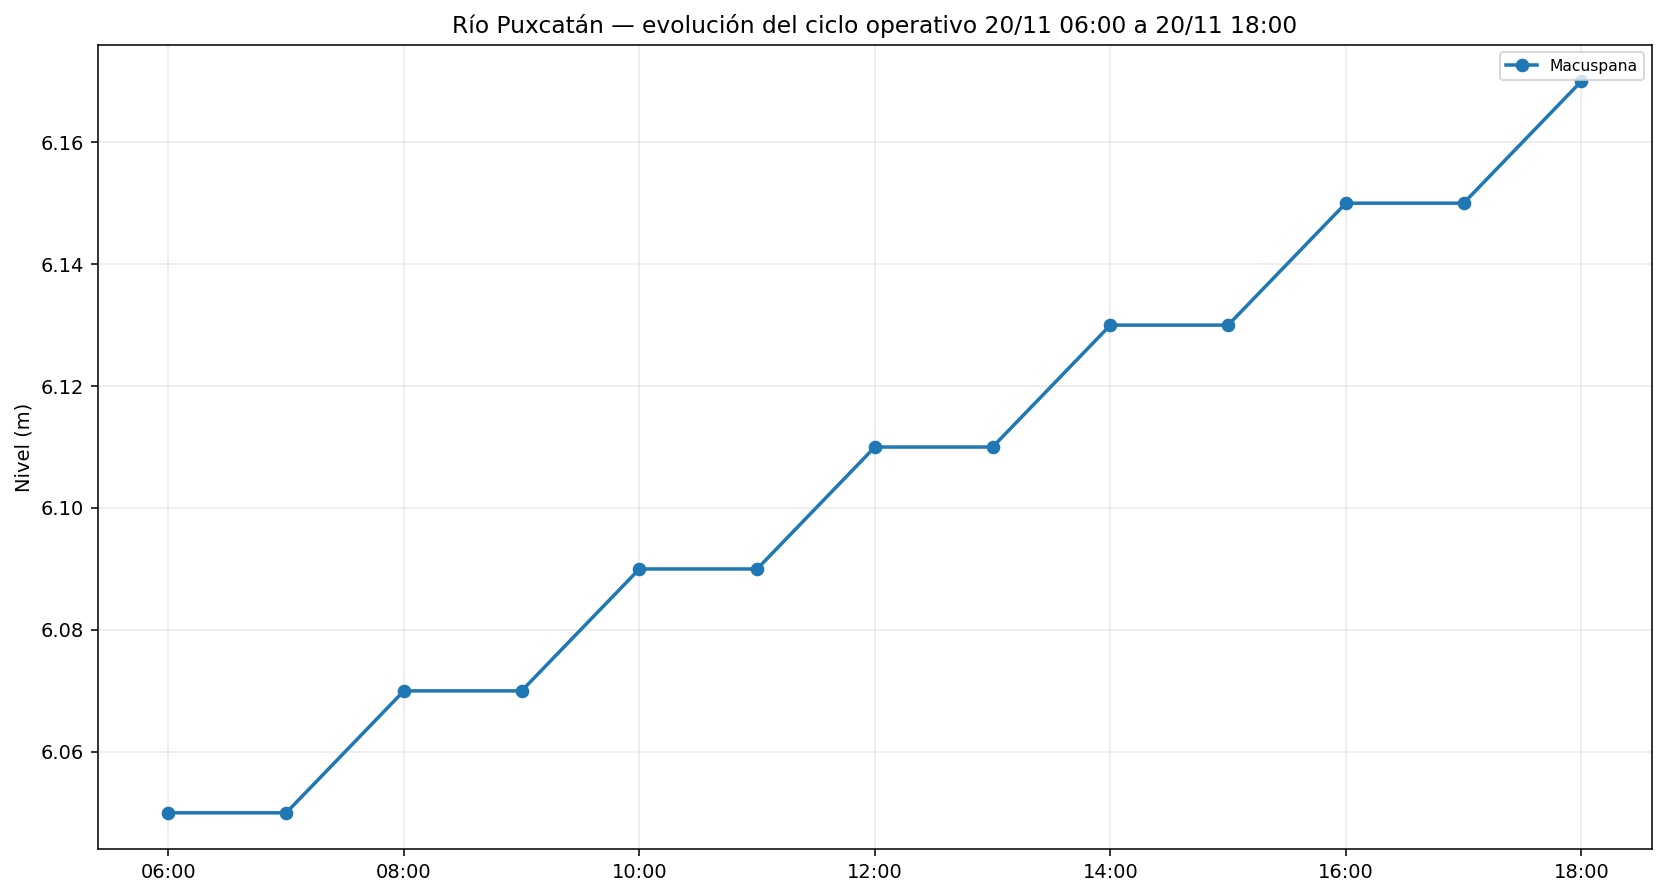 Río Puxcatán — evolución del ciclo operativo 20/11 06:00 a 20/11 18:00
Macuspana
Nivel (m)
6.16
6.14
6.12
6.10
6.08
6.06
06:00 08:00 10:00 12:00 14:00 16:00 18:00